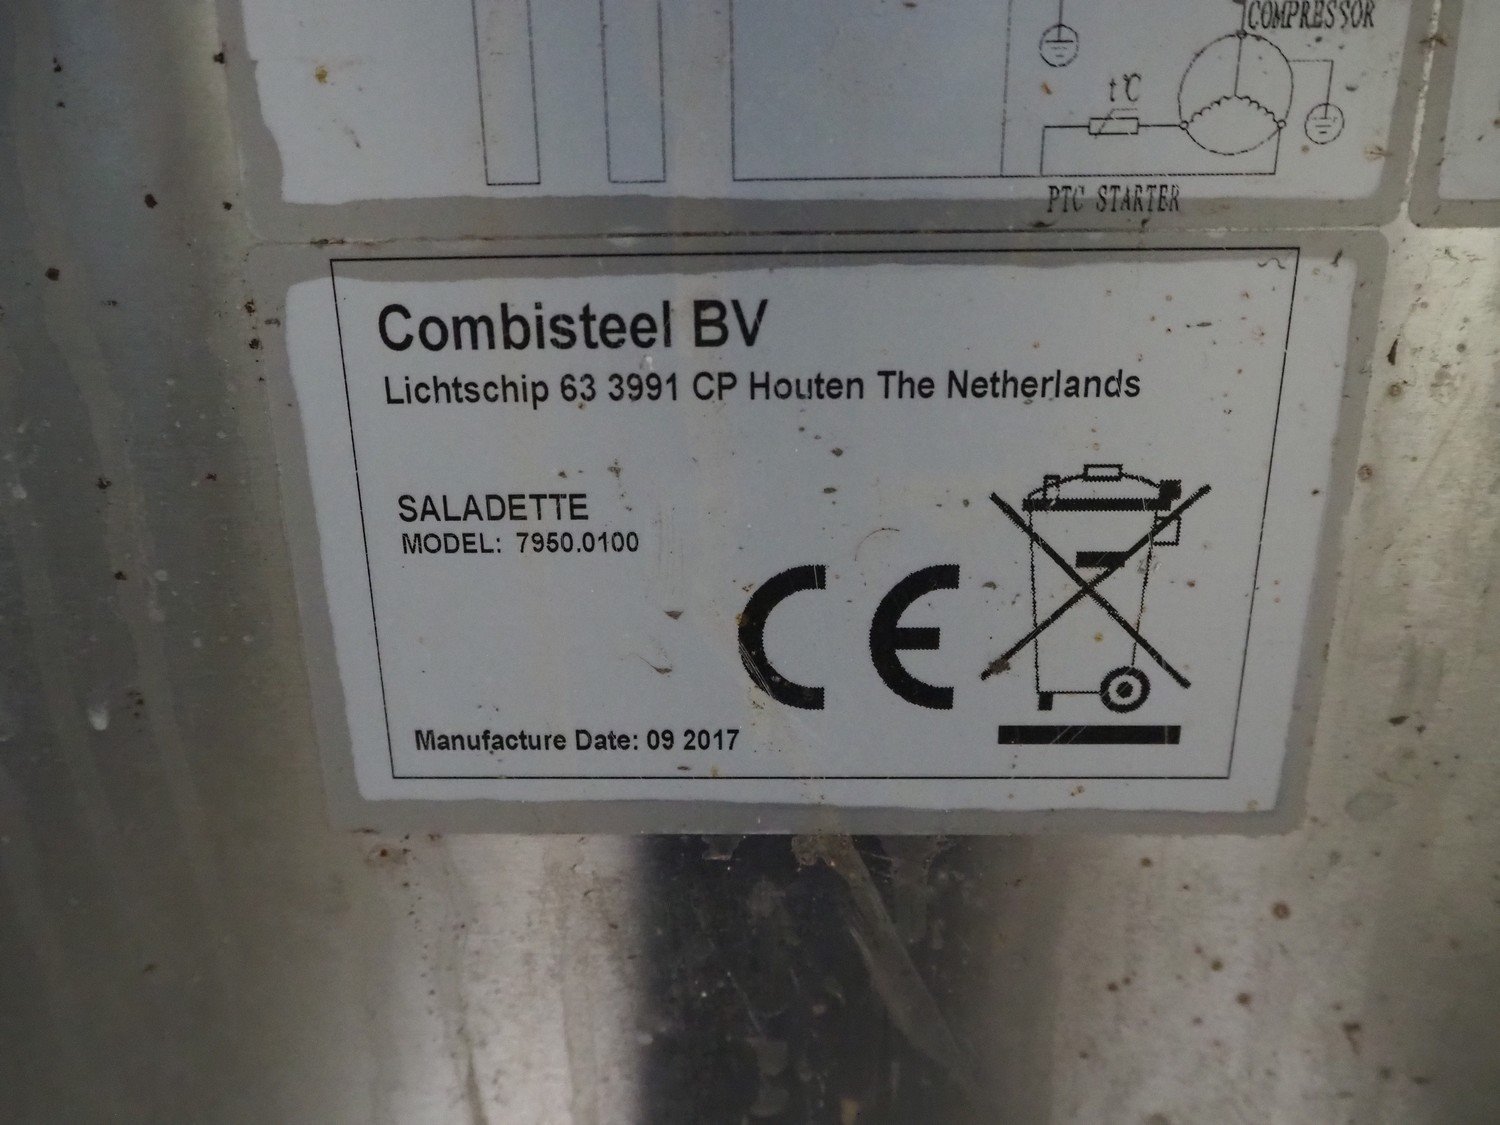 COMPRESSOR
t℃
PTC STARTER
Combisteel BV
Lichtschip 63 3991 CP Houten The Netherlands
SALADETTE
MODEL: 7950.0100
CE
Manufacture Date: 09 2017